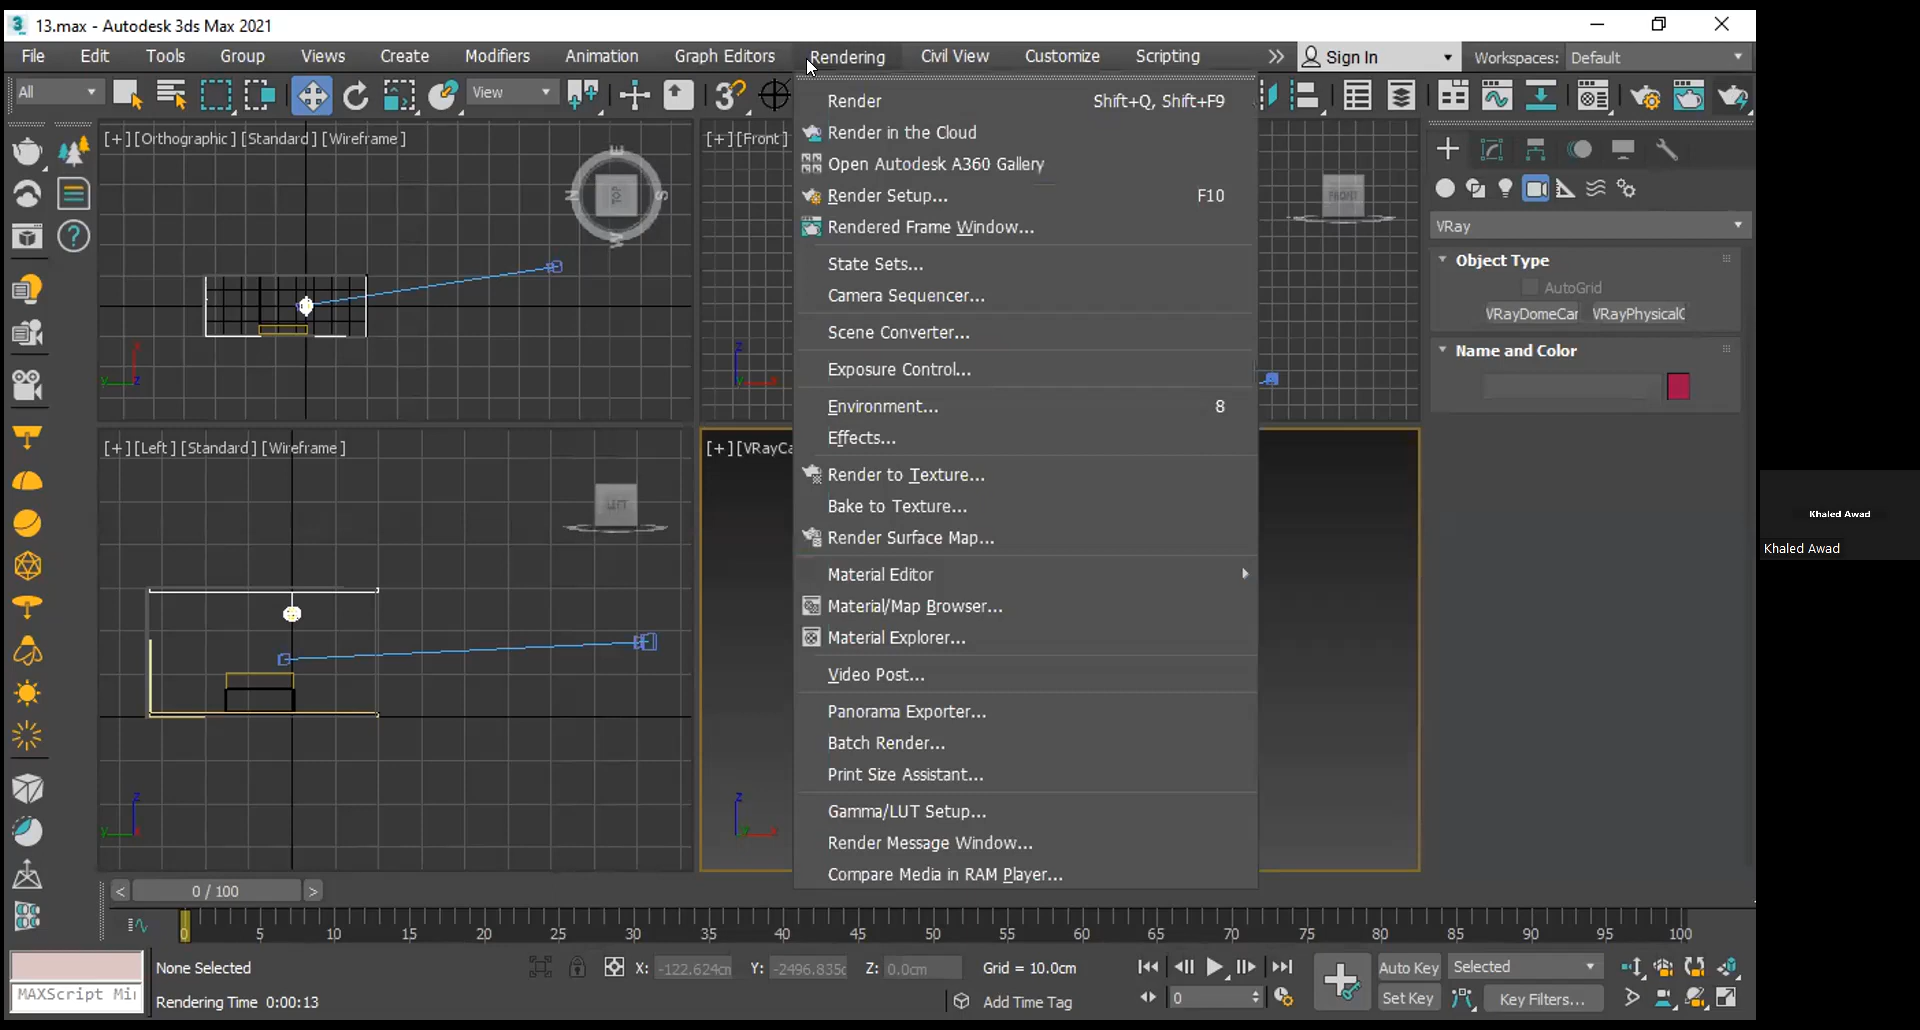 13.max - Autodesk 3ds Max 2021
File Edit Tools Group Views Create Modifiers Animation Graph Editors Rendering Civil View Customize Scripting
Sign In
Workspaces: Default
All
View
[+][Orthographic][Standard][Wireframe]
TOP
E
N
S
W
[+][Front]
FRONT
[+][Left][Standard][Wireframe]
LEFT
[+][VRayCa
Render Shift+Q, Shift+F9
Render in the Cloud
Open Autodesk A360 Gallery
Render Setup... F10
Rendered Frame Window...
State Sets...
Camera Sequencer...
Scene Converter...
Exposure Control...
Environment... 8
Effects...
Render to Texture...
Bake to Texture...
Render Surface Map...
Material Editor
Material/Map Browser...
Material Explorer...
Video Post...
Panorama Exporter...
Batch Render...
Print Size Assistant...
Gamma/LUT Setup...
Render Message Window...
Compare Media in RAM Player...
VRay
Object Type
AutoGrid
VRayDomeCar VRayPhysicalC
Name and Color
Khaled Awad
Khaled Awad
0 / 100
0 5 10 15 20 25 30 35 40 45 50 55 60 65 70 75 80 85 90 95 100
None Selected
X: -122.624cm Y: -2496.835c Z: 0.0cm Grid = 10.0cm
Auto Key Selected
MAXScript Mi
Rendering Time 0:00:13
Add Time Tag
0
Set Key Key Filters...